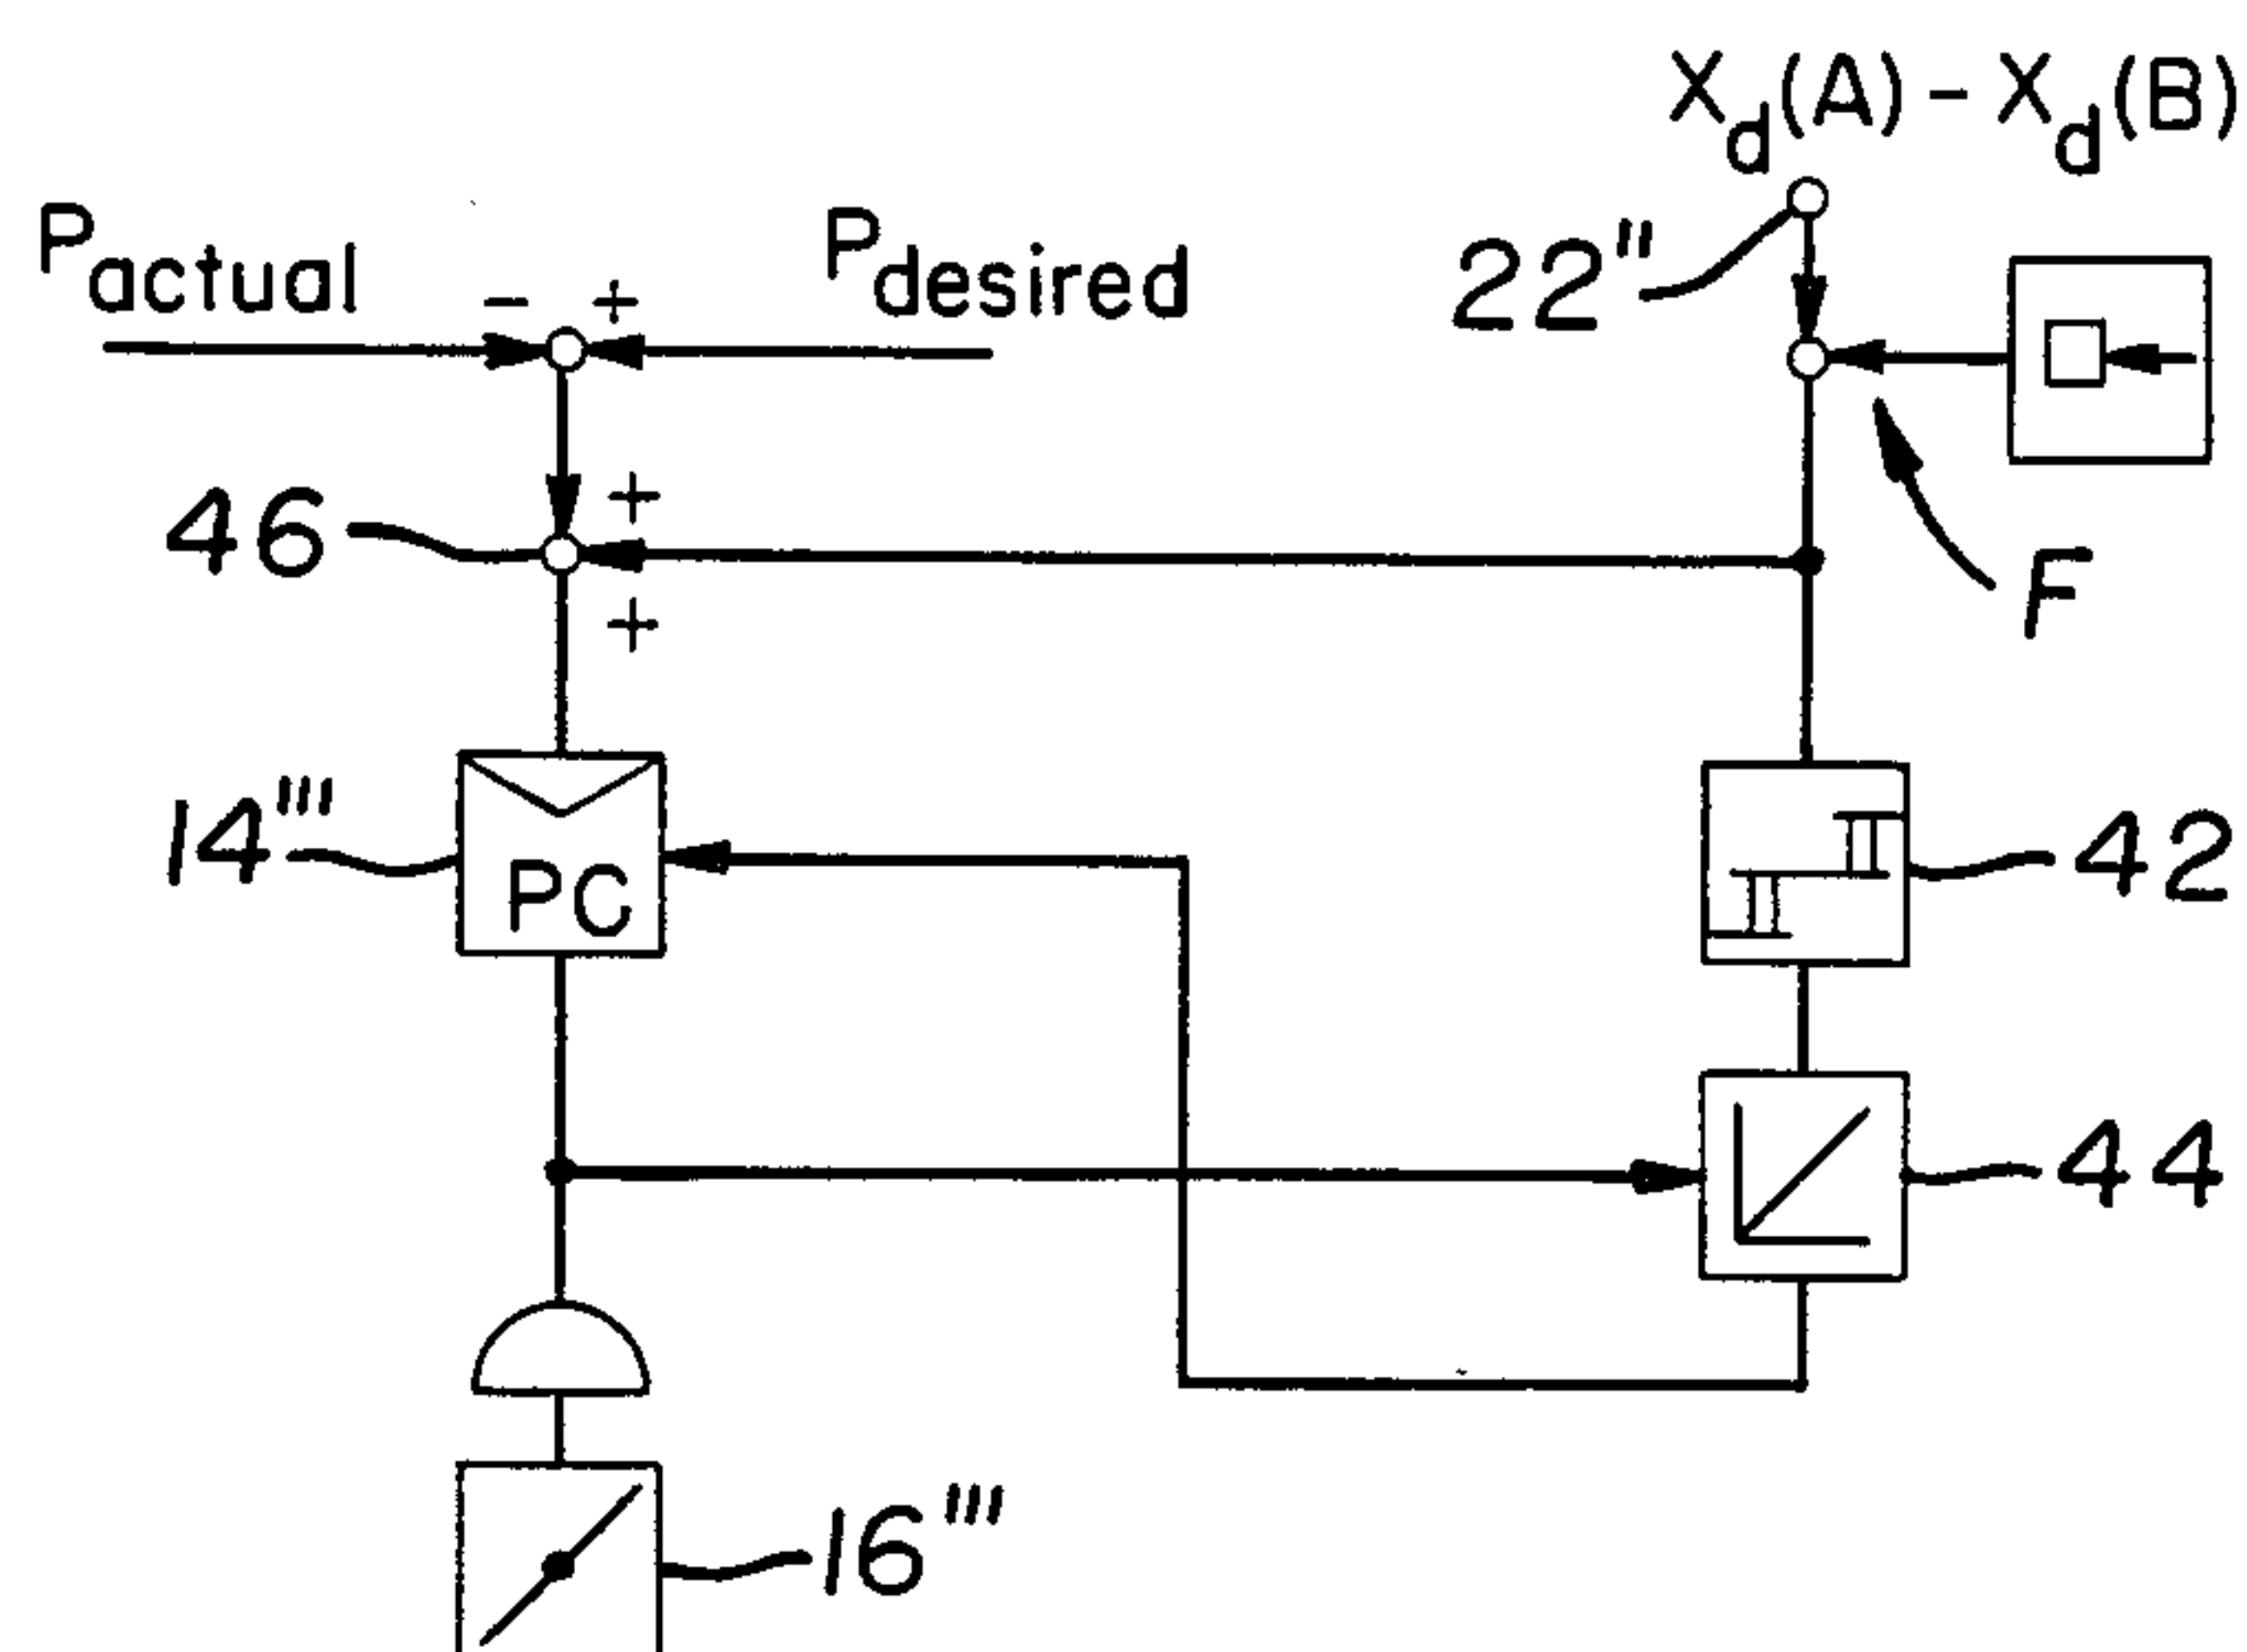 X_d(A) - X_d(B)
P_actual
- +
P_desired
22"
46
+
+
F
14'''
PC
42
44
16'''